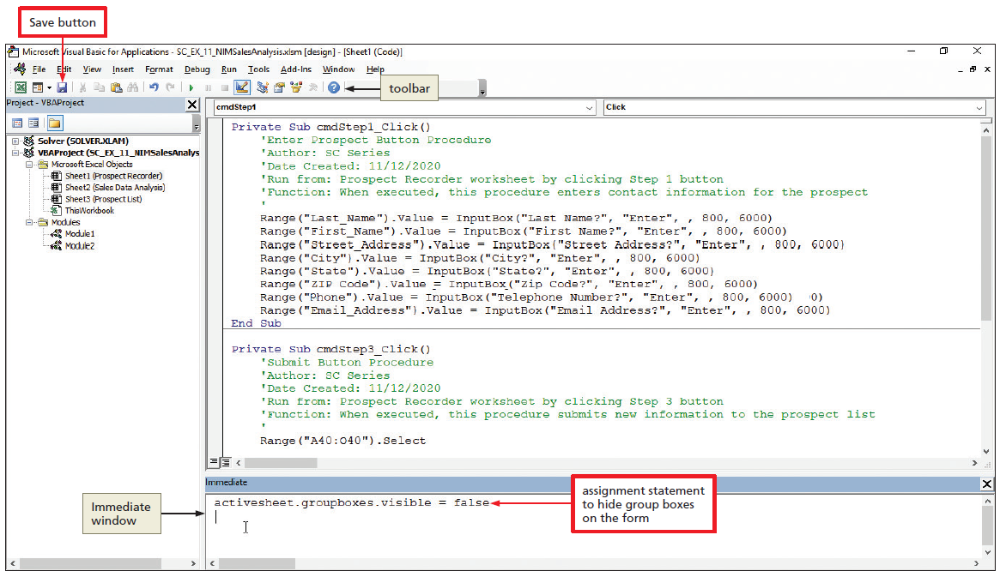 Save button
Microsoft Visual Basic for Applications - SC_EX_11_NIMSalesAnalysis.xlsm [design] - [Sheet1 (Code)]
File Edit View Insert Format Debug Run Tools Add-Ins Window Help
toolbar
Project - VBAProject
cmdStep1
Click
Solver (SOLVER.XLAM)
VBAProject (SC_EX_11_NIMSalesAnalys
Microsoft Excel Objects
Sheet1 (Prospect Recorder)
Sheet2 (Sales Data Analysis)
Sheet3 (Prospect List)
ThisWorkbook
Modules
Module1
Module2
Private Sub cmdStep1_Click()
'Enter Prospect Button Procedure
'Author: SC Series
'Date Created: 11/12/2020
'Run from: Prospect Recorder worksheet by clicking Step 1 button
'Function: When executed, this procedure enters contact information for the prospect
'
Range("Last_Name").Value = InputBox("Last Name?", "Enter", , 800, 6000)
Range("First_Name").Value = InputBox("First Name?", "Enter", , 800, 6000)
Range("Street_Address").Value = InputBox("Street Address?", "Enter", , 800, 6000)
Range("City").Value = InputBox("City?", "Enter", , 800, 6000)
Range("State").Value = InputBox("State?", "Enter", , 800, 6000)
Range("ZIP Code").Value = InputBox("Zip Code?", "Enter", , 800, 6000)
Range("Phone").Value = InputBox("Telephone Number?", "Enter", , 800, 6000) 0)
Range("Email_Address").Value = InputBox("Email Address?", "Enter", , 800, 6000)
End Sub
Private Sub cmdStep3_Click()
'Submit Button Procedure
'Author: SC Series
'Date Created: 11/12/2020
'Run from: Prospect Recorder worksheet by clicking Step 3 button
'Function: When executed, this procedure submits new information to the prospect list
'
Range("A40:O40").Select
Immediate
activesheet.groupboxes.visible = false
assignment statement
to hide group boxes
on the form
Immediate
window